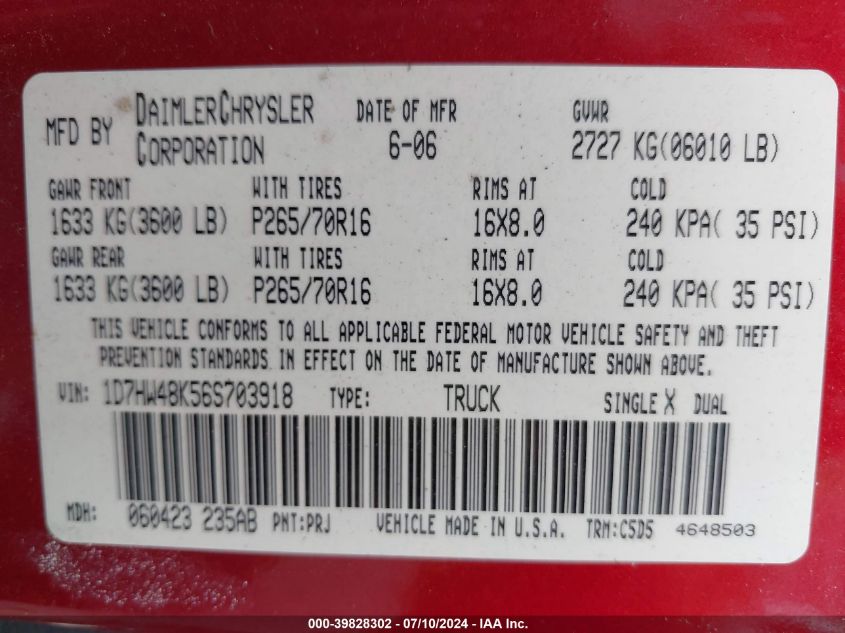 MFD BY DAIMLERCHRYSLER CORPORATION DATE OF MFR 6-06 GVWR 2727 KG(06010 LB)
GAWR FRONT WITH TIRES RIMS AT COLD
1633 KG(3600 LB) P265/70R16 16X8.0 240 KPA( 35 PSI)
GAWR REAR WITH TIRES RIMS AT COLD
1633 KG(3600 LB) P265/70R16 16X8.0 240 KPA( 35 PSI)
THIS VEHICLE CONFORMS TO ALL APPLICABLE FEDERAL MOTOR VEHICLE SAFETY AND THEFT
PREVENTION STANDARDS IN EFFECT ON THE DATE OF MANUFACTURE SHOWN ABOVE.
VIN: 1D7HW48K56S703918 TYPE: TRUCK SINGLE X DUAL
MDH: 060423 235AB PNT:PRJ VEHICLE MADE IN U.S.A. TRM:C5D5 4648503
000-39828302 - 07/10/2024 - IAA Inc.